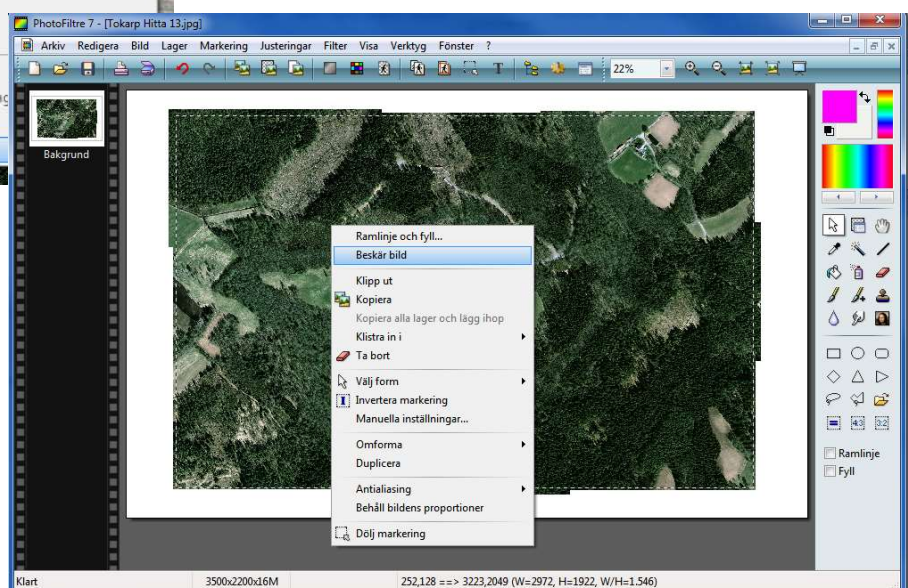 PhotoFiltre 7 - [Tokarp Hitta 13.jpg]
Arkiv Redigera Bild Lager Markering Justeringar Filter Visa Verktyg Fönster ?
22%
Bakgrund
Ramlinje och fyll...
Beskär bild
Klipp ut
Kopiera
Kopiera alla lager och lägg ihop
Klistra in i
Ta bort
Välj form
Invertera markering
Manuella inställningar...
Omforma
Duplicera
Antialiasing
Behåll bildens proportioner
Dölj markering
4:3 3:2
Ramlinje
Fyll
Klart 3500x2200x16M 252,128 ==> 3223,2049 (W=2972, H=1922, W/H=1.546)